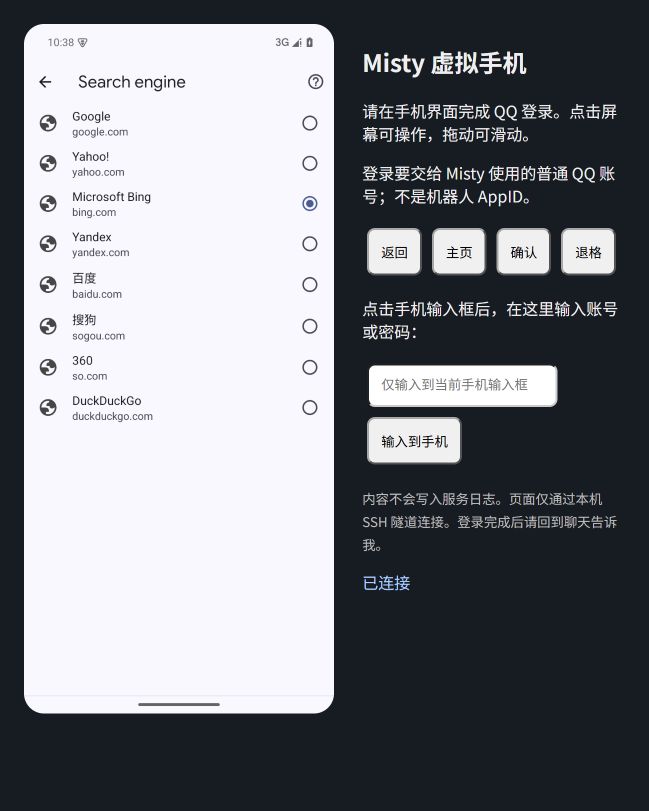 10:38
3G
Search engine
Google
google.com
Yahoo!
yahoo.com
Microsoft Bing
bing.com
Yandex
yandex.com
百度
baidu.com
搜狗
sogou.com
360
so.com
DuckDuckGo
duckduckgo.com
Misty 虚拟手机
请在手机界面完成 QQ 登录。点击屏
幕可操作，拖动可滑动。
登录要交给 Misty 使用的普通 QQ 账
号；不是机器人 AppID。
返回 主页 确认 退格
点击手机输入框后，在这里输入账号
或密码：
仅输入到当前手机输入框
输入到手机
内容不会写入服务日志。页面仅通过本机
SSH 隧道连接。登录完成后请回到聊天告诉
我。
已连接